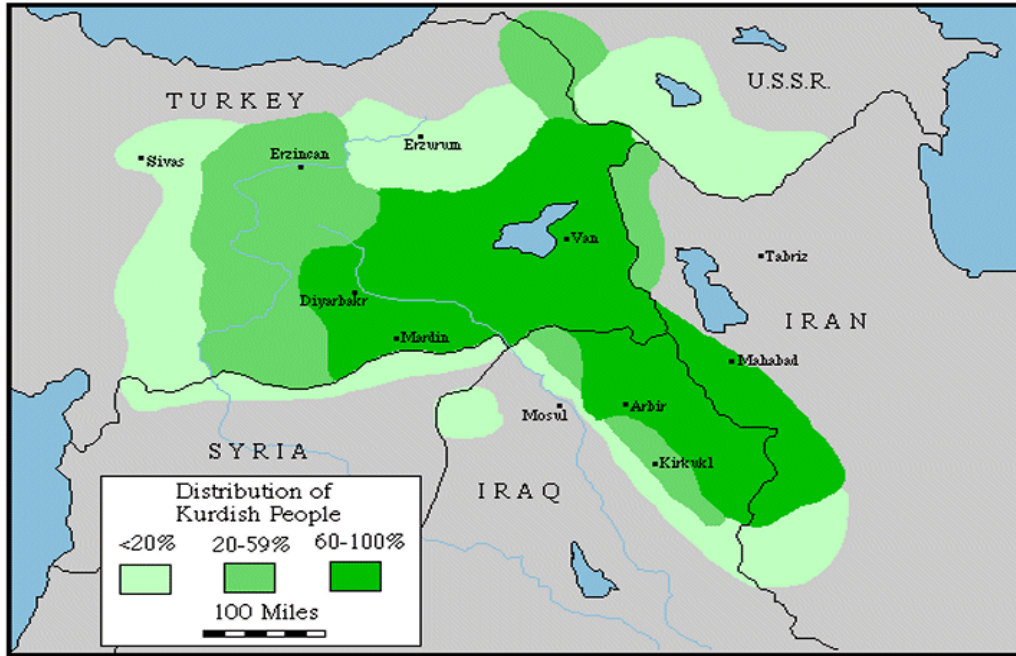 U.S.S.R.
TURKEY
Sivas
Erzincan
Erzurum
Van
Tabriz
Diyarbakr
Mardin
IRAN
Mahabad
Mosul
Arbir
SYRIA
Kirkuk1
IRAQ
Distribution of
Kurdish People
<20% 20-59% 60-100%
100 Miles